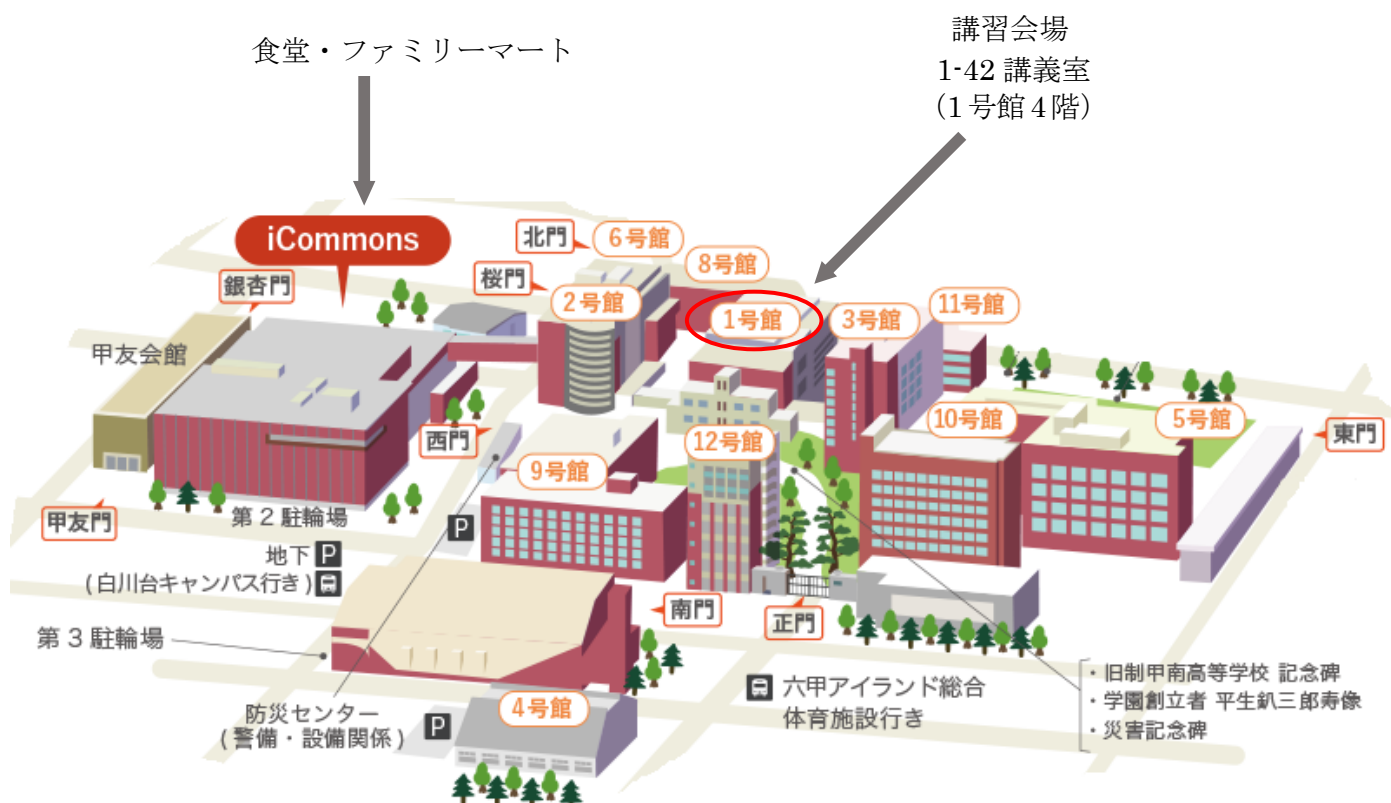 食堂・ファミリーマート
講習会場
1-42 講義室
（1 号館 4 階）
iCommons
北門
6号館
8号館
銀杏門
桜門
2号館
1号館
3号館
11号館
甲友会館
西門
12号館
10号館
5号館
東門
9号館
甲友門
第２駐輪場
P
地下 P
(白川台キャンパス行き)
南門
正門
第３駐輪場
・旧制甲南高等学校 記念碑
六甲アイランド総合
体育施設行き
・学園創立者 平生釟三郎寿像
・災害記念碑
防災センター
(警備・設備関係)
P
4号館